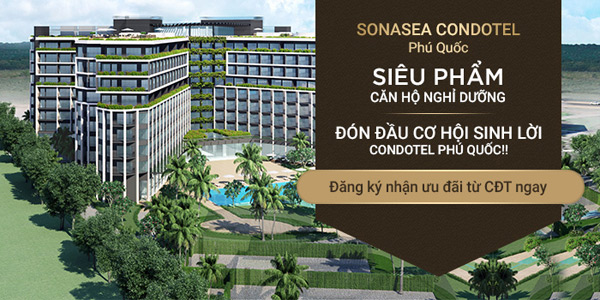 SONASEA CONDOTEL
Phú Quốc
SIÊU PHẨM
CĂN HỘ NGHỈ DƯỠNG
ĐÓN ĐẦU CƠ HỘI SINH LỜI
CONDOTEL PHÚ QUỐC!!
Đăng ký nhận ưu đãi từ CĐT ngay